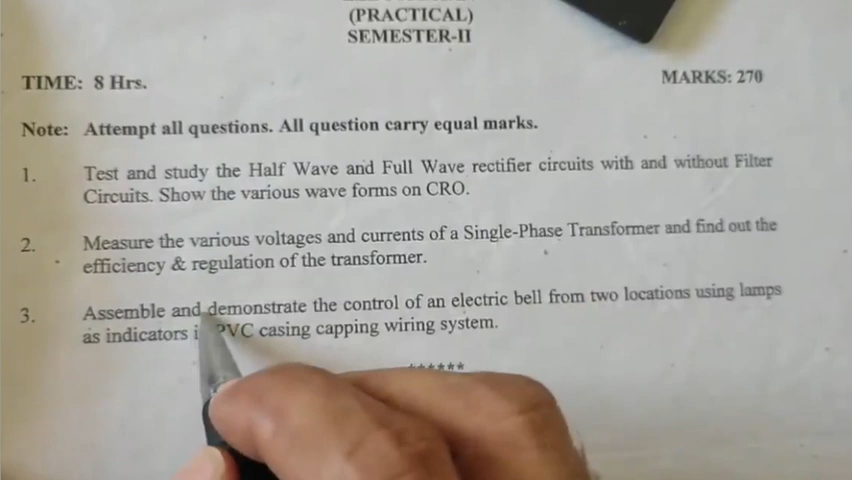 (PRACTICAL)
SEMESTER-II
TIME: 8 Hrs. MARKS: 270
Note: Attempt all questions. All question carry equal marks.
1. Test and study the Half Wave and Full Wave rectifier circuits with and without Filter
Circuits. Show the various wave forms on CRO.
2. Measure the various voltages and currents of a Single-Phase Transformer and find out the
efficiency & regulation of the transformer.
3. Assemble and demonstrate the control of an electric bell from two locations using lamps
as indicators PVC casing capping wiring system.
******